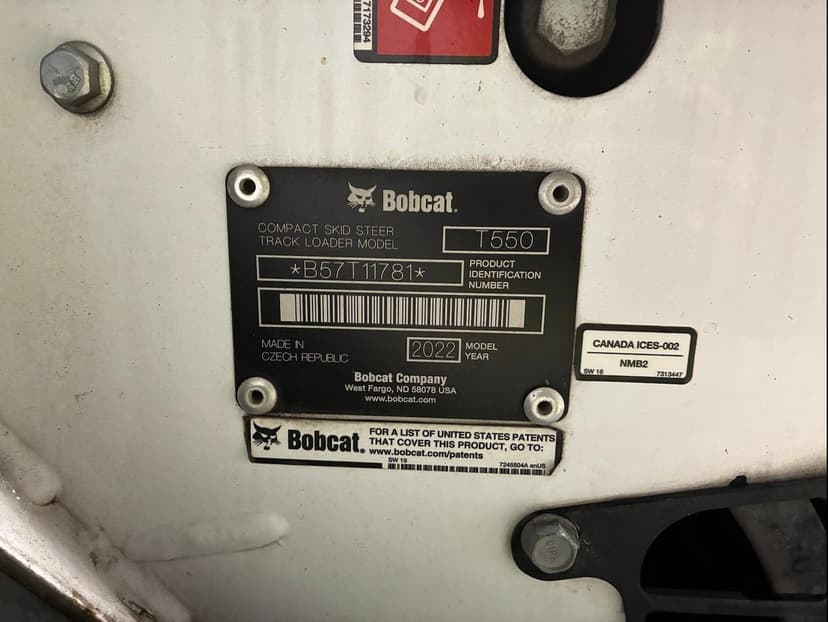 7173294
Bobcat.
COMPACT SKID STEER
TRACK LOADER MODEL
T550
*B57T11781*
PRODUCT
IDENTIFICATION
NUMBER
MADE IN
CZECH REPUBLIC
2022
MODEL
YEAR
Bobcat Company
West Fargo, ND 58078 USA
www.bobcat.com
CANADA ICES-002
NMB2
SW 16
7313447
Bobcat.
FOR A LIST OF UNITED STATES PATENTS
THAT COVER THIS PRODUCT, GO TO:
www.bobcat.com/patents
SW 19
7245504A enUS